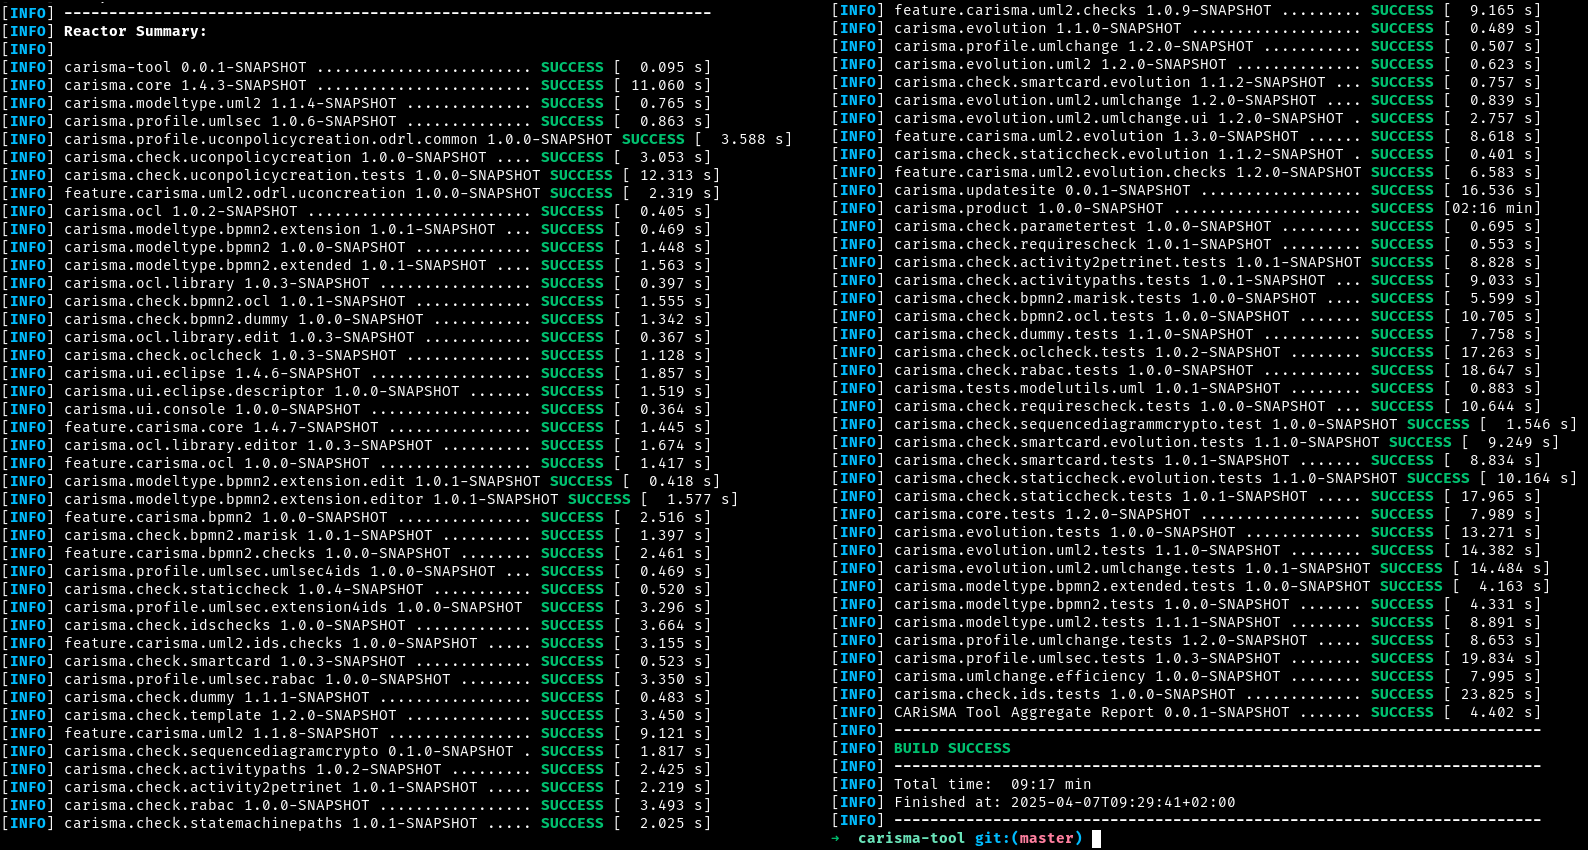 [INFO] ------------------------------------------------------------------------
[INFO] Reactor Summary:
[INFO]
[INFO] carisma-tool 0.0.1-SNAPSHOT ........................ SUCCESS [  0.095 s]
[INFO] carisma.core 1.4.3-SNAPSHOT ........................ SUCCESS [ 11.060 s]
[INFO] carisma.modeltype.uml2 1.1.4-SNAPSHOT .............. SUCCESS [  0.765 s]
[INFO] carisma.profile.umlsec 1.0.6-SNAPSHOT .............. SUCCESS [  0.863 s]
[INFO] carisma.profile.uconpolicycreation.odrl.common 1.0.0-SNAPSHOT SUCCESS [  3.588 s]
[INFO] carisma.check.uconpolicycreation 1.0.0-SNAPSHOT .... SUCCESS [  3.053 s]
[INFO] carisma.check.uconpolicycreation.tests 1.0.0-SNAPSHOT SUCCESS [ 12.313 s]
[INFO] feature.carisma.uml2.odrl.uconcreation 1.0.0-SNAPSHOT SUCCESS [  2.319 s]
[INFO] carisma.ocl 1.0.2-SNAPSHOT ......................... SUCCESS [  0.405 s]
[INFO] carisma.modeltype.bpmn2.extension 1.0.1-SNAPSHOT ... SUCCESS [  0.469 s]
[INFO] carisma.modeltype.bpmn2 1.0.0-SNAPSHOT ............. SUCCESS [  1.448 s]
[INFO] carisma.modeltype.bpmn2.extended 1.0.1-SNAPSHOT .... SUCCESS [  1.563 s]
[INFO] carisma.ocl.library 1.0.3-SNAPSHOT ................. SUCCESS [  0.397 s]
[INFO] carisma.check.bpmn2.ocl 1.0.1-SNAPSHOT ............. SUCCESS [  1.555 s]
[INFO] carisma.check.bpmn2.dummy 1.0.0-SNAPSHOT ........... SUCCESS [  1.342 s]
[INFO] carisma.ocl.library.edit 1.0.3-SNAPSHOT ............ SUCCESS [  0.367 s]
[INFO] carisma.check.oclcheck 1.0.3-SNAPSHOT .............. SUCCESS [  1.128 s]
[INFO] carisma.ui.eclipse 1.4.6-SNAPSHOT .................. SUCCESS [  1.857 s]
[INFO] carisma.ui.eclipse.descriptor 1.0.0-SNAPSHOT ....... SUCCESS [  1.519 s]
[INFO] carisma.ui.console 1.0.0-SNAPSHOT .................. SUCCESS [  0.364 s]
[INFO] feature.carisma.core 1.4.7-SNAPSHOT ................ SUCCESS [  1.445 s]
[INFO] carisma.ocl.library.editor 1.0.3-SNAPSHOT .......... SUCCESS [  1.674 s]
[INFO] feature.carisma.ocl 1.0.0-SNAPSHOT ................. SUCCESS [  1.417 s]
[INFO] carisma.modeltype.bpmn2.extension.edit 1.0.1-SNAPSHOT SUCCESS [  0.418 s]
[INFO] carisma.modeltype.bpmn2.extension.editor 1.0.1-SNAPSHOT SUCCESS [  1.577 s]
[INFO] feature.carisma.bpmn2 1.0.0-SNAPSHOT ............... SUCCESS [  2.516 s]
[INFO] carisma.check.bpmn2.marisk 1.0.1-SNAPSHOT .......... SUCCESS [  1.397 s]
[INFO] feature.carisma.bpmn2.checks 1.0.0-SNAPSHOT ........ SUCCESS [  2.461 s]
[INFO] carisma.profile.umlsec.umlsec4ids 1.0.0-SNAPSHOT ... SUCCESS [  0.469 s]
[INFO] carisma.check.staticcheck 1.0.4-SNAPSHOT ........... SUCCESS [  0.520 s]
[INFO] carisma.profile.umlsec.extension4ids 1.0.0-SNAPSHOT  SUCCESS [  3.296 s]
[INFO] carisma.check.idschecks 1.0.0-SNAPSHOT ............. SUCCESS [  3.664 s]
[INFO] feature.carisma.uml2.ids.checks 1.0.0-SNAPSHOT ..... SUCCESS [  3.155 s]
[INFO] carisma.check.smartcard 1.0.3-SNAPSHOT ............. SUCCESS [  0.523 s]
[INFO] carisma.profile.umlsec.rabac 1.0.0-SNAPSHOT ........ SUCCESS [  3.350 s]
[INFO] carisma.check.dummy 1.1.1-SNAPSHOT ................. SUCCESS [  0.483 s]
[INFO] carisma.check.template 1.2.0-SNAPSHOT .............. SUCCESS [  3.450 s]
[INFO] feature.carisma.uml2 1.1.8-SNAPSHOT ................ SUCCESS [  9.121 s]
[INFO] carisma.check.sequencediagramcrypto 0.1.0-SNAPSHOT . SUCCESS [  1.817 s]
[INFO] carisma.check.activitypaths 1.0.2-SNAPSHOT ......... SUCCESS [  2.425 s]
[INFO] carisma.check.activity2petrinet 1.0.1-SNAPSHOT ..... SUCCESS [  2.219 s]
[INFO] carisma.check.rabac 1.0.0-SNAPSHOT ................. SUCCESS [  3.493 s]
[INFO] carisma.check.statemachinepaths 1.0.1-SNAPSHOT ..... SUCCESS [  2.025 s]
[INFO] feature.carisma.uml2.checks 1.0.9-SNAPSHOT ......... SUCCESS [  9.165 s]
[INFO] carisma.evolution 1.1.0-SNAPSHOT ................... SUCCESS [  0.489 s]
[INFO] carisma.profile.umlchange 1.2.0-SNAPSHOT ........... SUCCESS [  0.507 s]
[INFO] carisma.evolution.uml2 1.2.0-SNAPSHOT .............. SUCCESS [  0.623 s]
[INFO] carisma.check.smartcard.evolution 1.1.2-SNAPSHOT ... SUCCESS [  0.757 s]
[INFO] carisma.evolution.uml2.umlchange 1.2.0-SNAPSHOT .... SUCCESS [  0.839 s]
[INFO] carisma.evolution.uml2.umlchange.ui 1.2.0-SNAPSHOT . SUCCESS [  2.757 s]
[INFO] feature.carisma.uml2.evolution 1.3.0-SNAPSHOT ...... SUCCESS [  8.618 s]
[INFO] carisma.check.staticcheck.evolution 1.1.2-SNAPSHOT . SUCCESS [  0.401 s]
[INFO] feature.carisma.uml2.evolution.checks 1.2.0-SNAPSHOT SUCCESS [  6.583 s]
[INFO] carisma.updatesite 0.0.1-SNAPSHOT .................. SUCCESS [ 16.536 s]
[INFO] carisma.product 1.0.0-SNAPSHOT ..................... SUCCESS [02:16 min]
[INFO] carisma.check.parametertest 1.0.0-SNAPSHOT ......... SUCCESS [  0.695 s]
[INFO] carisma.check.requirescheck 1.0.1-SNAPSHOT ......... SUCCESS [  0.553 s]
[INFO] carisma.check.activity2petrinet.tests 1.0.1-SNAPSHOT SUCCESS [  8.828 s]
[INFO] carisma.check.activitypaths.tests 1.0.1-SNAPSHOT ... SUCCESS [  9.033 s]
[INFO] carisma.check.bpmn2.marisk.tests 1.0.0-SNAPSHOT .... SUCCESS [  5.599 s]
[INFO] carisma.check.bpmn2.ocl.tests 1.0.0-SNAPSHOT ....... SUCCESS [ 10.705 s]
[INFO] carisma.check.dummy.tests 1.1.0-SNAPSHOT ........... SUCCESS [  7.758 s]
[INFO] carisma.check.oclcheck.tests 1.0.2-SNAPSHOT ........ SUCCESS [ 17.263 s]
[INFO] carisma.check.rabac.tests 1.0.0-SNAPSHOT ........... SUCCESS [ 18.647 s]
[INFO] carisma.tests.modelutils.uml 1.0.1-SNAPSHOT ........ SUCCESS [  0.883 s]
[INFO] carisma.check.requirescheck.tests 1.0.0-SNAPSHOT ... SUCCESS [ 10.644 s]
[INFO] carisma.check.sequencediagrammcrypto.test 1.0.0-SNAPSHOT SUCCESS [  1.546 s]
[INFO] carisma.check.smartcard.evolution.tests 1.1.0-SNAPSHOT SUCCESS [  9.249 s]
[INFO] carisma.check.smartcard.tests 1.0.1-SNAPSHOT ....... SUCCESS [  8.834 s]
[INFO] carisma.check.staticcheck.evolution.tests 1.1.0-SNAPSHOT SUCCESS [ 10.164 s]
[INFO] carisma.check.staticcheck.tests 1.0.1-SNAPSHOT ..... SUCCESS [ 17.965 s]
[INFO] carisma.core.tests 1.2.0-SNAPSHOT .................. SUCCESS [  7.989 s]
[INFO] carisma.evolution.tests 1.0.0-SNAPSHOT ............. SUCCESS [ 13.271 s]
[INFO] carisma.evolution.uml2.tests 1.1.0-SNAPSHOT ........ SUCCESS [ 14.382 s]
[INFO] carisma.evolution.uml2.umlchange.tests 1.0.1-SNAPSHOT SUCCESS [ 14.484 s]
[INFO] carisma.modeltype.bpmn2.extended.tests 1.0.0-SNAPSHOT SUCCESS [  4.163 s]
[INFO] carisma.modeltype.bpmn2.tests 1.0.0-SNAPSHOT ....... SUCCESS [  4.331 s]
[INFO] carisma.modeltype.uml2.tests 1.1.1-SNAPSHOT ........ SUCCESS [  8.891 s]
[INFO] carisma.profile.umlchange.tests 1.2.0-SNAPSHOT ..... SUCCESS [  8.653 s]
[INFO] carisma.profile.umlsec.tests 1.0.3-SNAPSHOT ........ SUCCESS [ 19.834 s]
[INFO] carisma.umlchange.efficiency 1.0.0-SNAPSHOT ........ SUCCESS [  7.995 s]
[INFO] carisma.check.ids.tests 1.0.0-SNAPSHOT ............. SUCCESS [ 23.825 s]
[INFO] CARiSMA Tool Aggregate Report 0.0.1-SNAPSHOT ....... SUCCESS [  4.402 s]
[INFO] ------------------------------------------------------------------------
[INFO] BUILD SUCCESS
[INFO] ------------------------------------------------------------------------
[INFO] Total time:  09:17 min
[INFO] Finished at: 2025-04-07T09:29:41+02:00
[INFO] ------------------------------------------------------------------------
➜  carisma-tool git:(master)